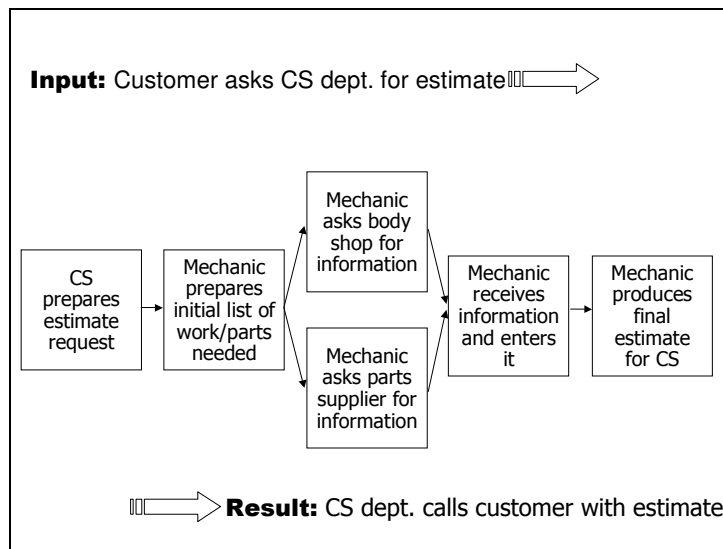 Input: Customer asks CS dept. for estimate
CS
prepares
estimate
request
Mechanic
prepares
initial list of
work/parts
needed
Mechanic
asks body
shop for
information
Mechanic
asks parts
supplier for
information
Mechanic
receives
information
and enters
it
Mechanic
produces
final
estimate
for CS
Result: CS dept. calls customer with estimate